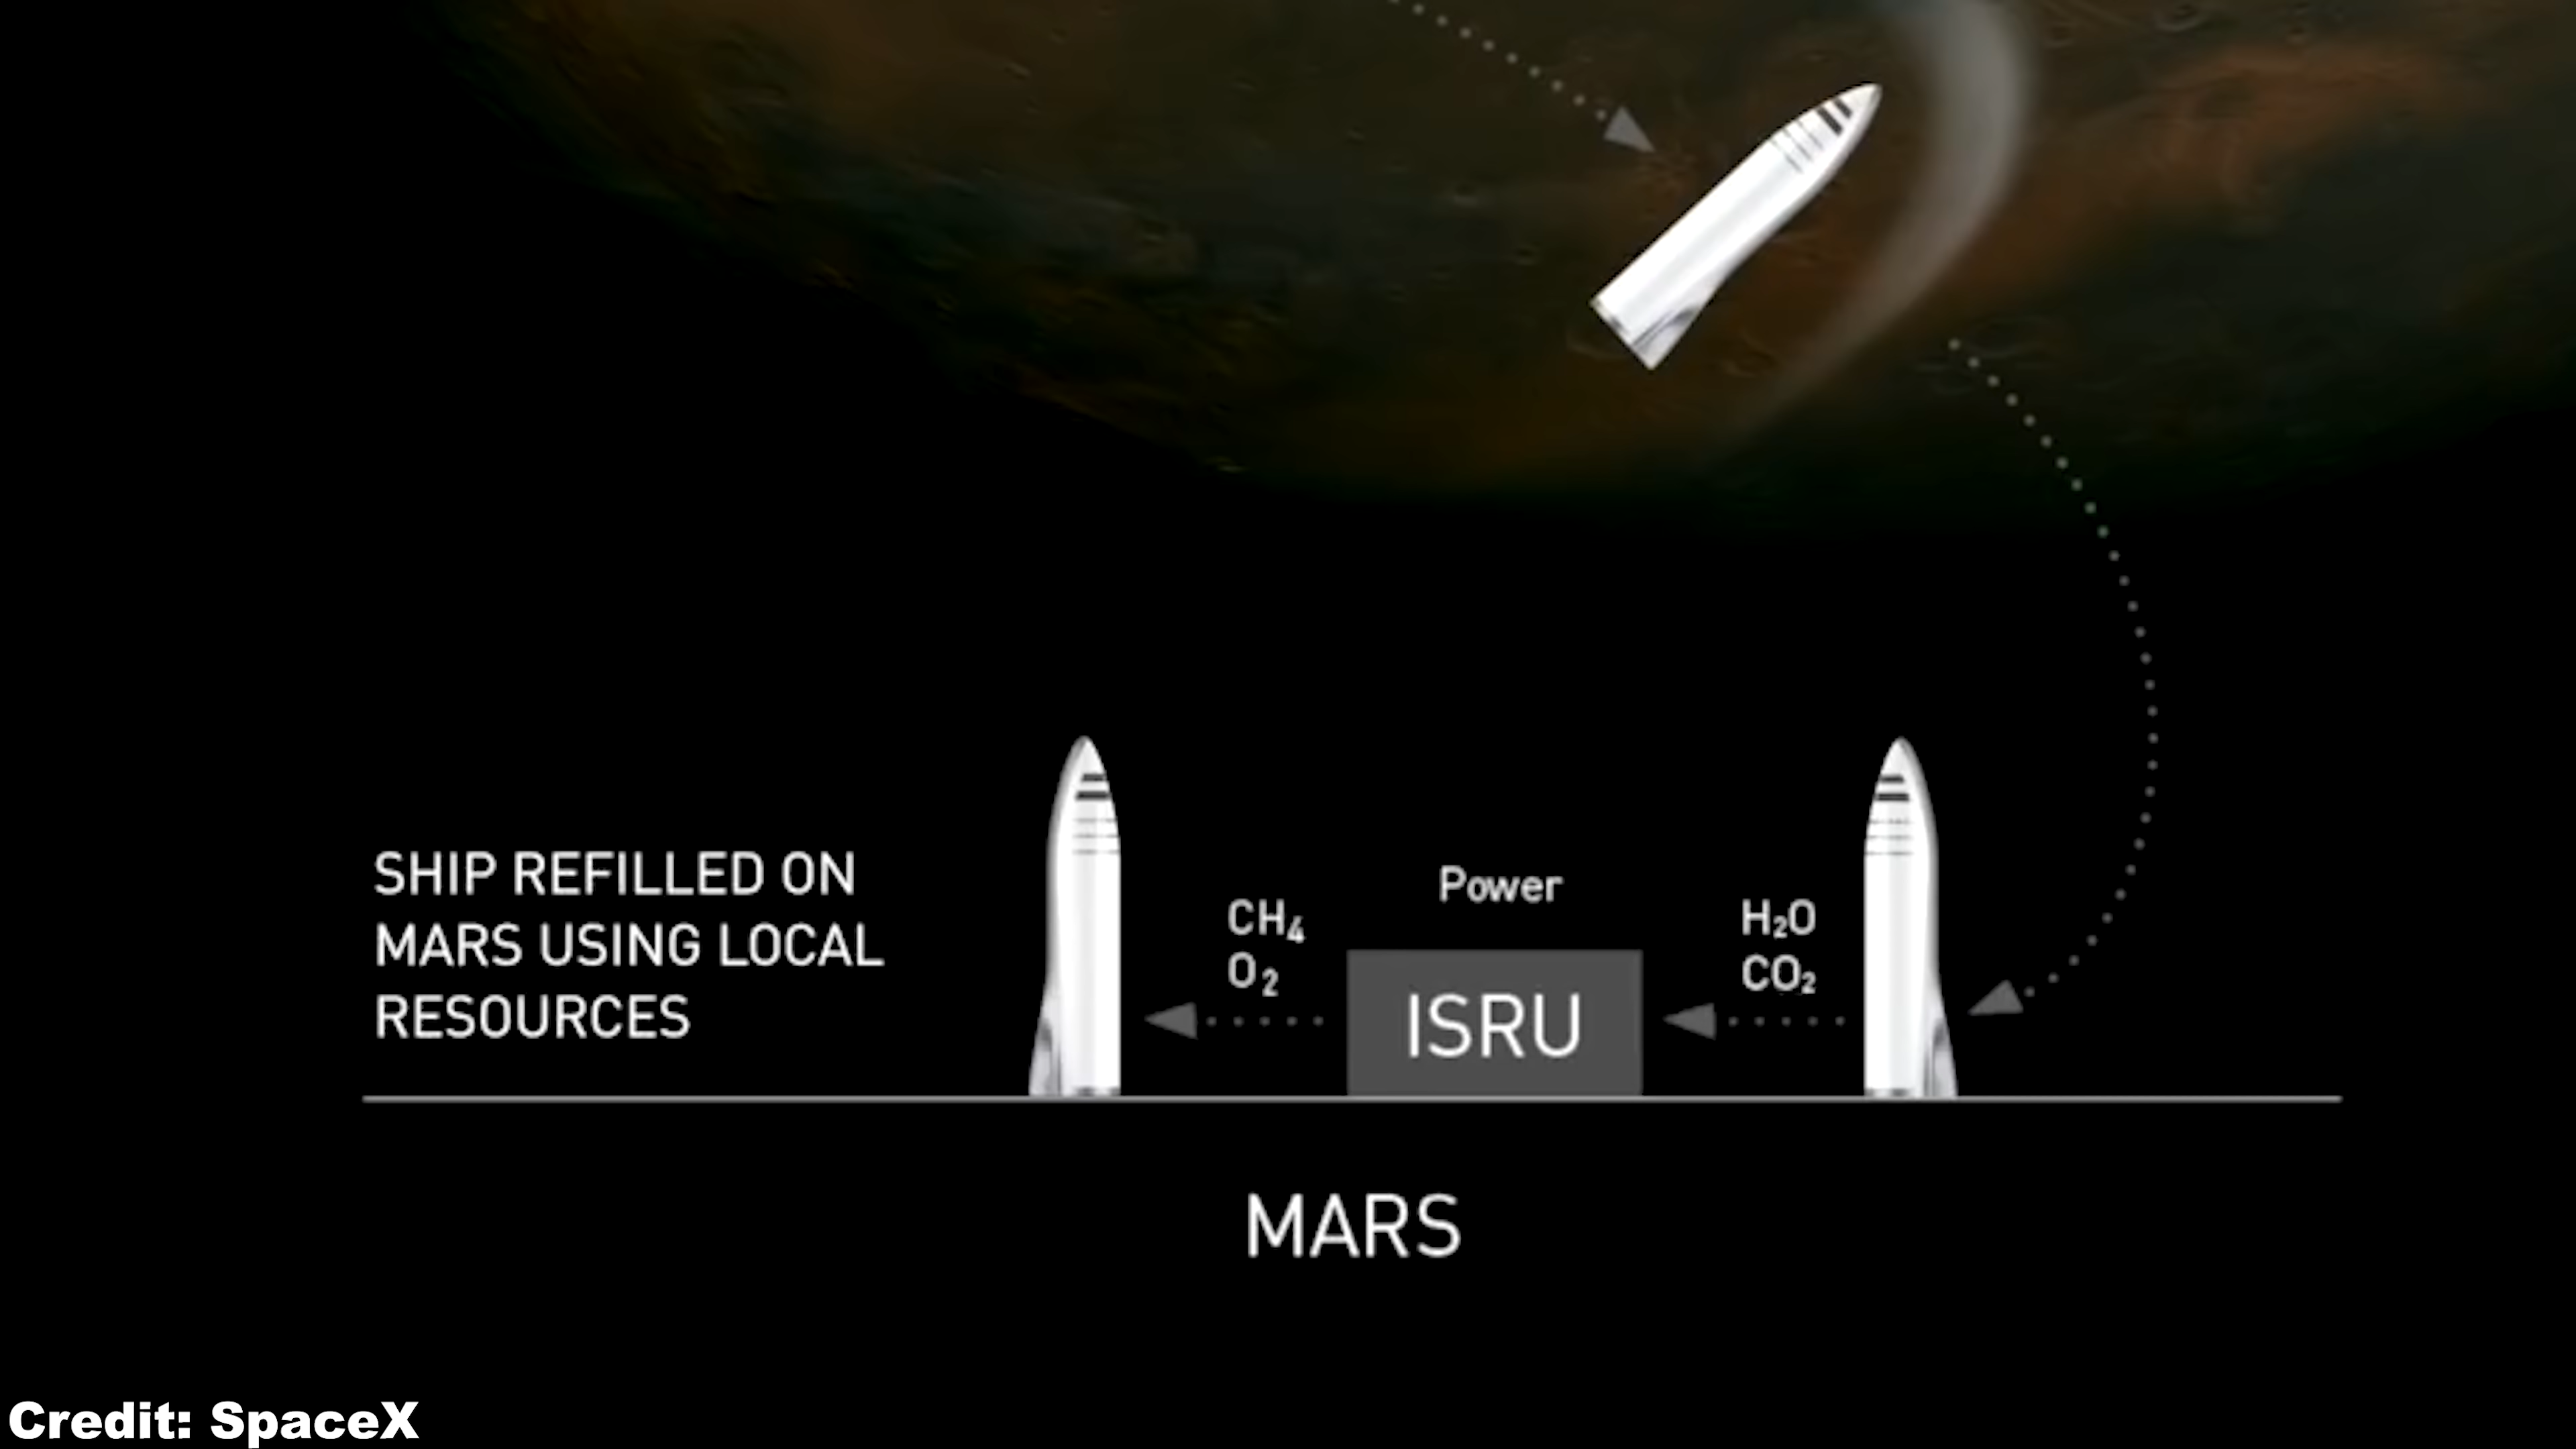 SHIP REFILLED ON
MARS USING LOCAL
RESOURCES
CH₄
O₂
Power
ISRU
H₂O
CO₂
MARS
Credit: SpaceX